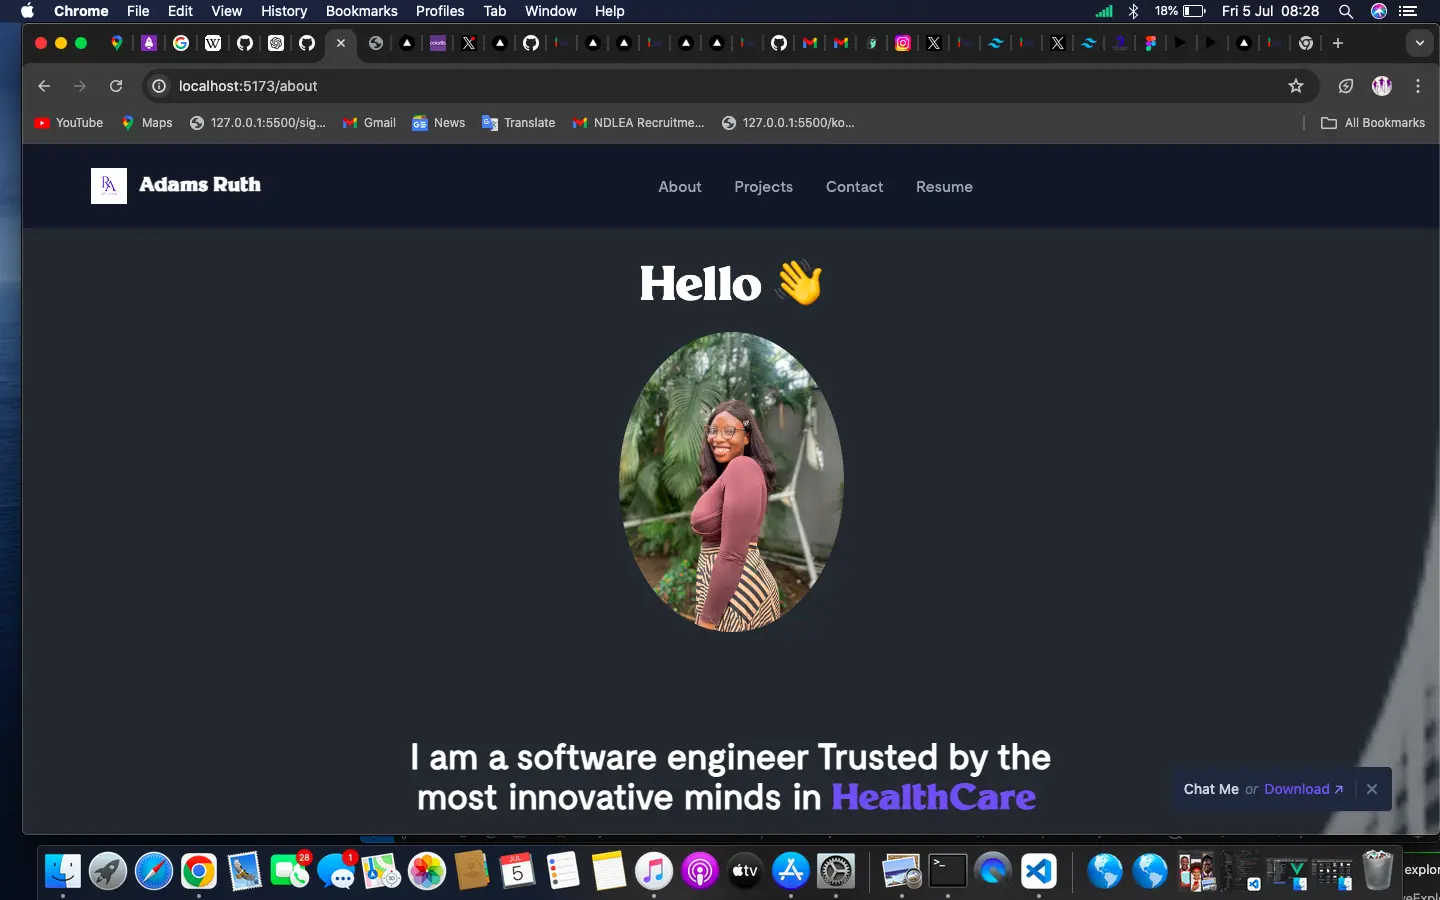 Chrome File Edit View History Bookmarks Profiles Tab Window Help 18% Fri 5 Jul 08:28
localhost:5173/about
YouTube Maps 127.0.0.1:5500/sig... Gmail News Translate NDLEA Recruitme... 127.0.0.1:5500/ko... All Bookmarks
RA Adams Ruth About Projects Contact Resume
Hello 👋
I am a software engineer Trusted by the
most innovative minds in HealthCare
Chat Me or Download ↗
28 1 JUL 5 tv
explor